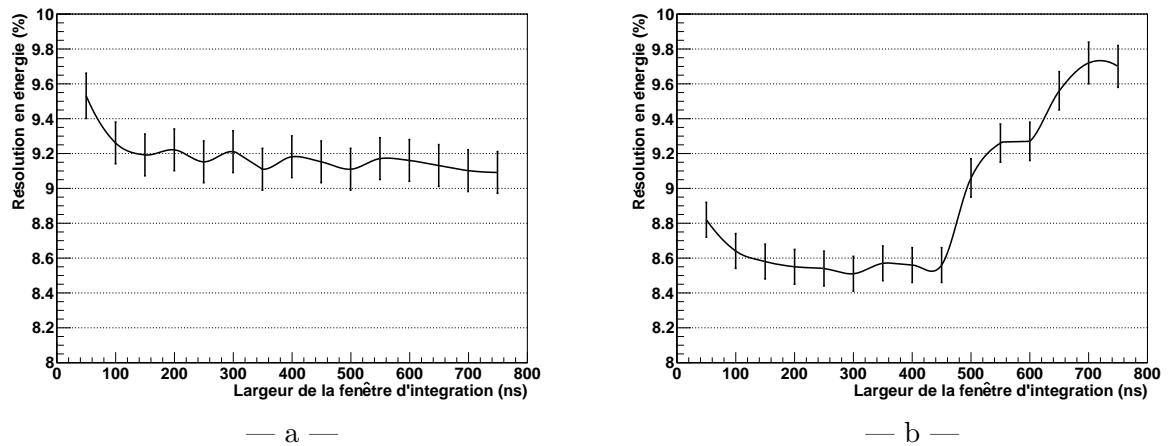 Résolution en énergie (%)
10
9.8
9.6
9.4
9.2
9
8.8
8.6
8.4
8.2
8
0 100 200 300 400 500 600 700 800
Largeur de la fenêtre d'integration (ns)
— a —
Résolution en énergie (%)
10
9.8
9.6
9.4
9.2
9
8.8
8.6
8.4
8.2
8
0 100 200 300 400 500 600 700 800
Largeur de la fenêtre d'integration (ns)
— b —